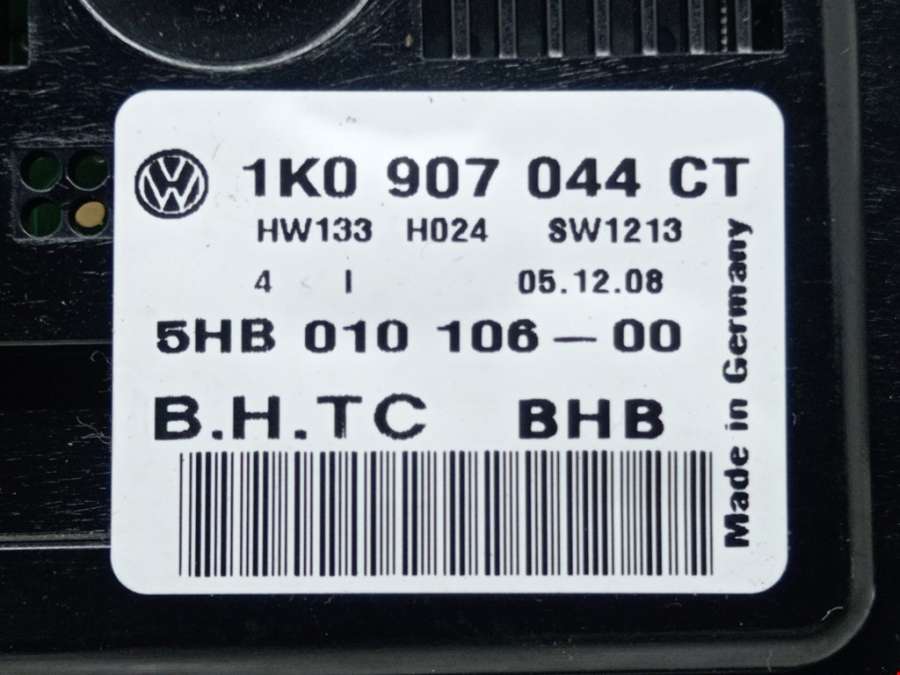 1K0 907 044 CT
HW133 H024 SW1213
4 I 05.12.08
5HB 010 106-00
B.H.TC BHB
Made in Germany